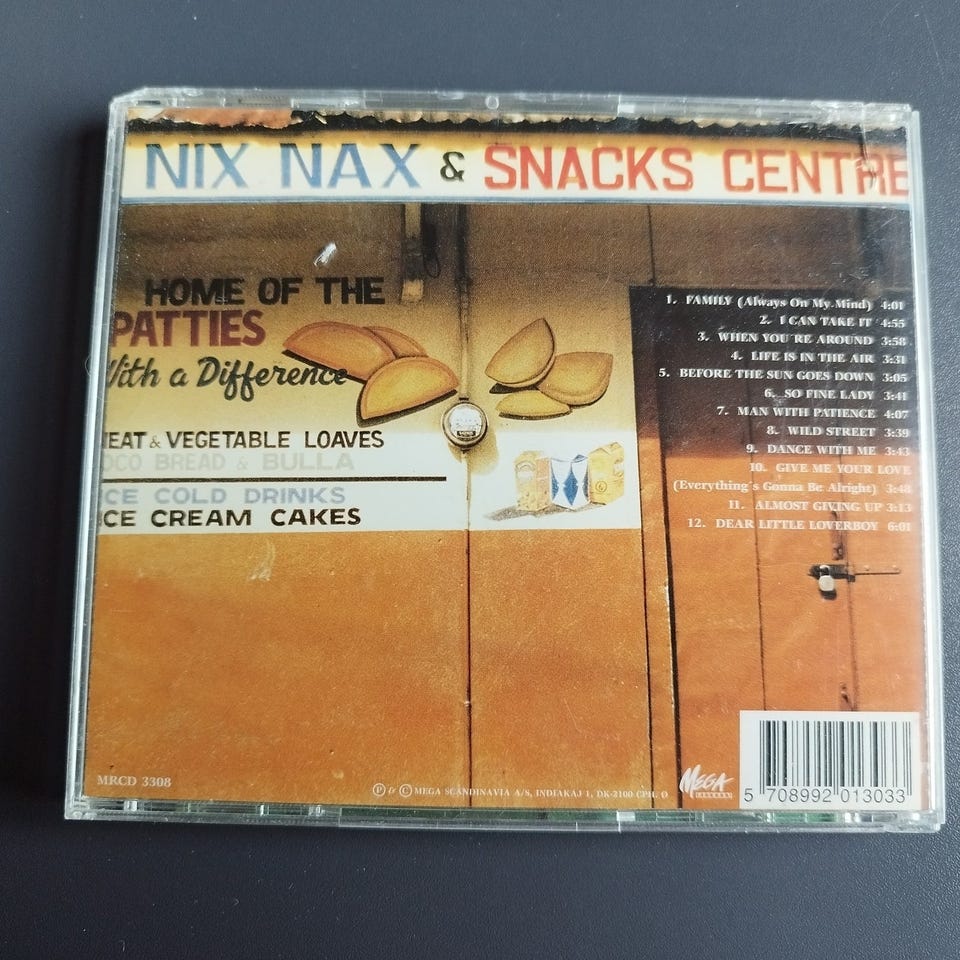 NIX NAX & SNACKS CENTRE
HOME OF THE
PATTIES
With a Difference
EAT & VEGETABLE LOAVES
OCO BREAD & BULLA
ICE COLD DRINKS
ICE CREAM CAKES
1. FAMILY (Always On My Mind) 4:01
2. I CAN TAKE IT 4:55
3. WHEN YOU'RE AROUND 3:58
4. LIFE IS IN THE AIR 3:31
5. BEFORE THE SUN GOES DOWN 3:05
6. SO FINE LADY 3:41
7. MAN WITH PATIENCE 4:07
8. WILD STREET 3:39
9. DANCE WITH ME 3:43
10. GIVE ME YOUR LOVE
(Everything's Gonna Be Alright) 3:48
11. ALMOST GIVING UP 3:13
12. DEAR LITTLE LOVERBOY 6:01
MRCD 3308
℗ & © MEGA SCANDINAVIA A/S, INDIAKAJ 1, DK-2100 CPH. Ø
MEGA
RECORDS
5 708992 013033